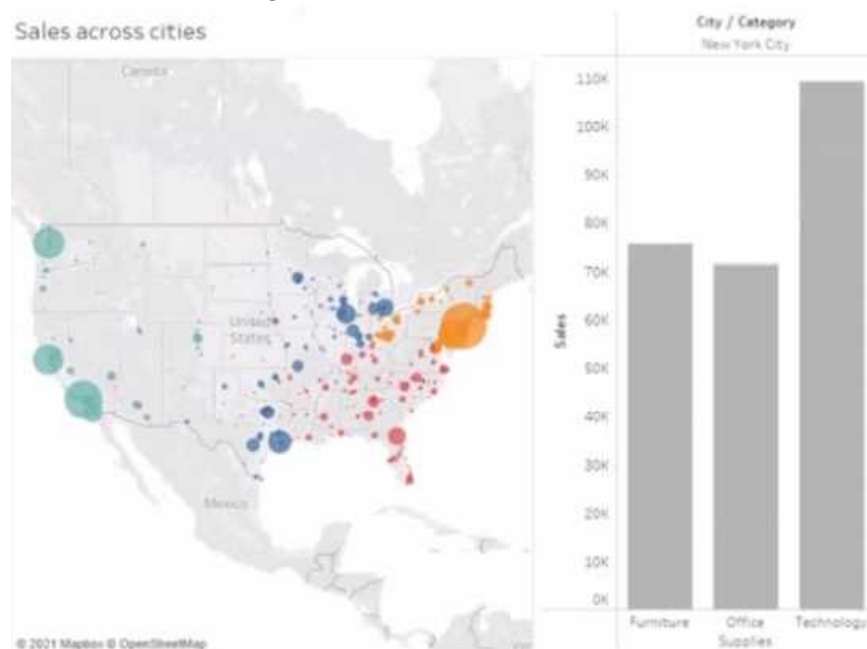 Sales across cities
Canada
United
States
Mexico
© 2021 Mapbox © OpenStreetMap
City / Category
New York City
110K
100K
90K
80K
70K
60K
50K
40K
30K
20K
10K
0K
Sales
Furniture
Office
Supplies
Technology